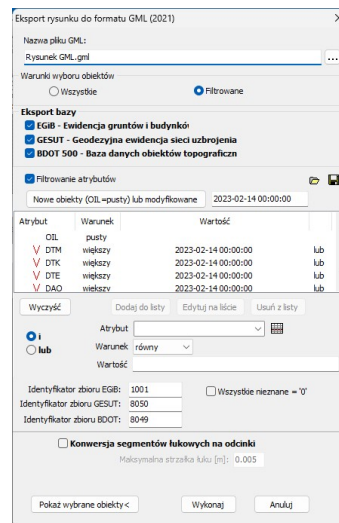 Eksport rysunku do formatu GML (2021)
Nazwa pliku GML:
Rysunek GML.gml
...
Warunki wyboru obiektów
Wszystkie Filtrowane
Eksport bazy
EGiB - Ewidencja gruntów i budynków
GESUT - Geodezyjna ewidencja sieci uzbrojenia
BDOT 500 - Baza danych obiektów topograficzn
Filtrowanie atrybutów
Nowe obiekty (OIL=pusty) lub modyfikowane 2023-02-14 00:00:00
Atrybut Warunek Wartość
OIL pusty
DTM większy 2023-02-14 00:00:00 lub
DTK większy 2023-02-14 00:00:00 lub
DTE większy 2023-02-14 00:00:00 lub
DAO większy 2023-02-14 00:00:00 lub
Wyczyść Dodaj do listy Edytuj na liście Usuń z listy
i
lub
Atrybut
Warunek równy
Wartość
Identyfikator zbioru EGIB: 1001 Wszystkie nieznane = '0'
Identyfikator zbioru GESUT: 8050
Identyfikator zbioru BDOT: 8049
Konwersja segmentów łukowych na odcinki
Maksymalna strzałka łuku [m]: 0.005
Pokaż wybrane obiekty< Wykonaj Anuluj